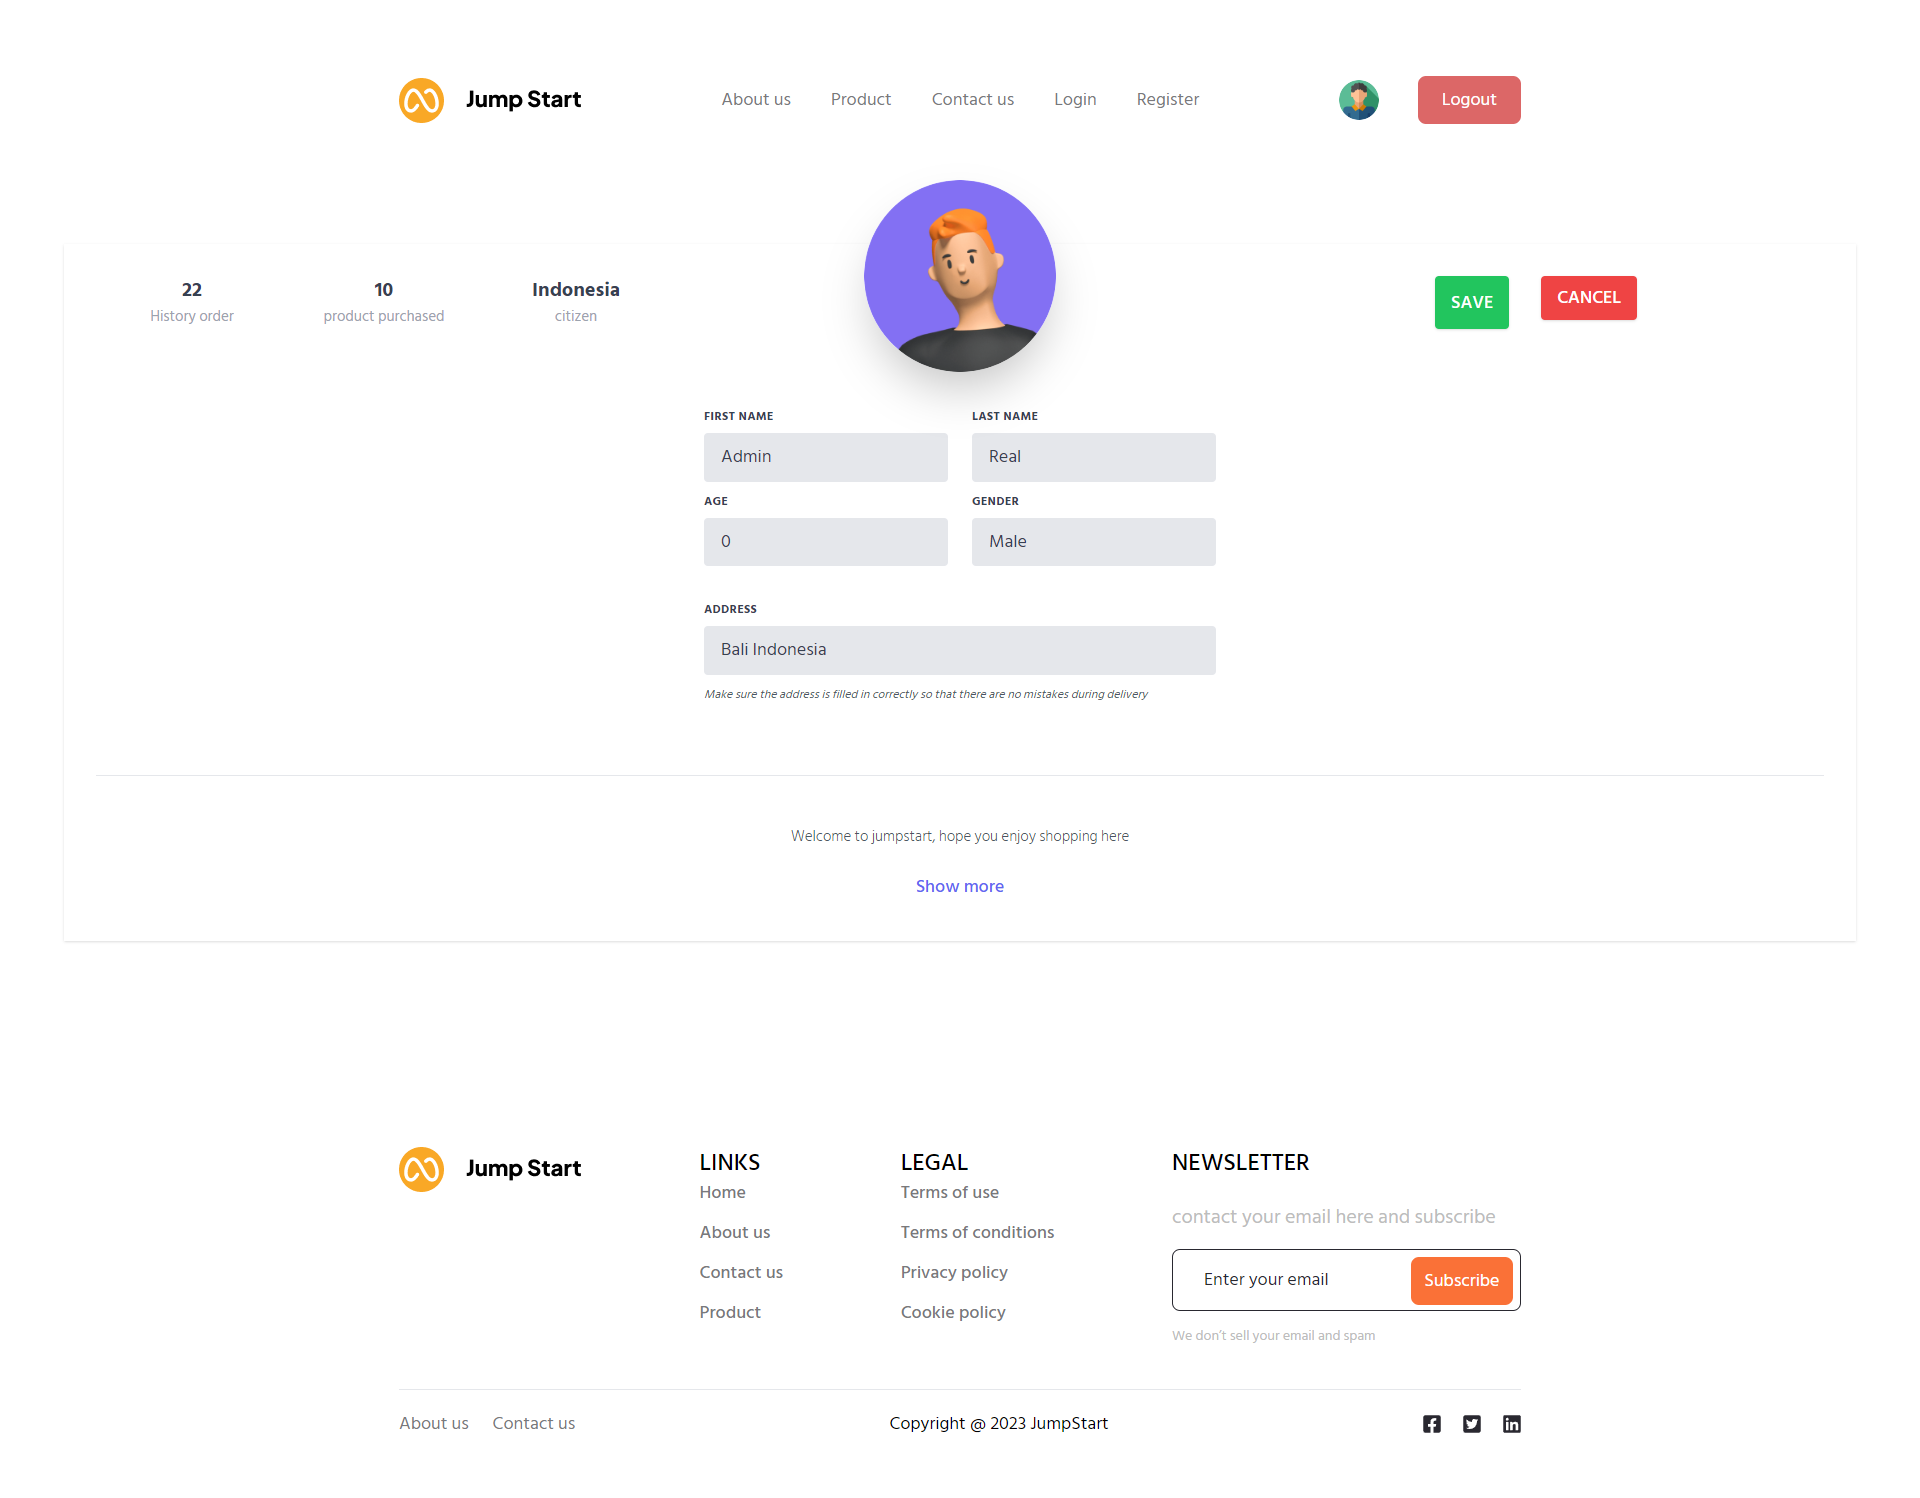 Jump Start
About us
Product
Contact us
Login
Register
Logout
22
History order
10
product purchased
Indonesia
citizen
SAVE
CANCEL
FIRST NAME
LAST NAME
Admin
Real
AGE
GENDER
0
Male
ADDRESS
Bali Indonesia
Make sure the address is filled in correctly so that there are no mistakes during delivery
Welcome to jumpstart, hope you enjoy shopping here
Show more
Jump Start
LINKS
Home
About us
Contact us
Product
LEGAL
Terms of use
Terms of conditions
Privacy policy
Cookie policy
NEWSLETTER
contact your email here and subscribe
Enter your email
Subscribe
We don't sell your email and spam
About us
Contact us
Copyright @ 2023 JumpStart